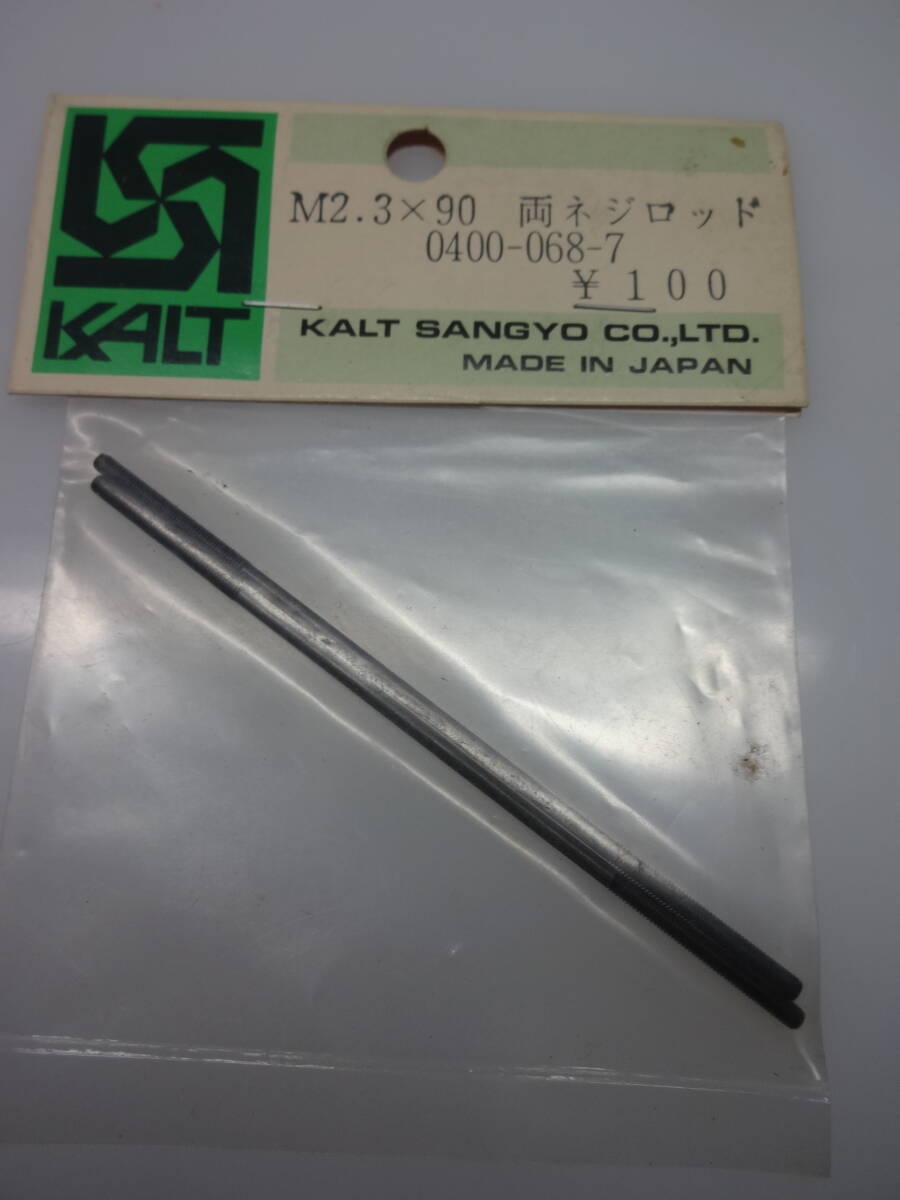 M2.3×90 両ネジロッド
0400-068-7
¥100
KALT
KALT SANGYO CO.,LTD.
MADE IN JAPAN